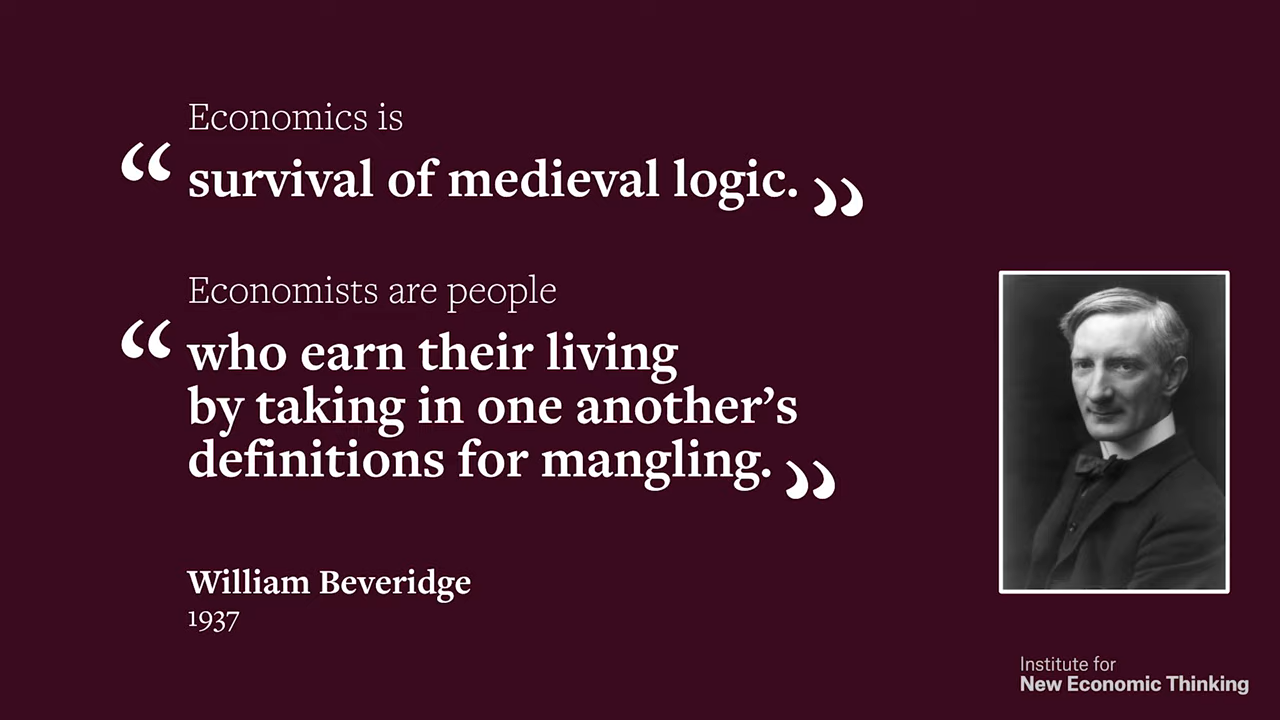 Economics is
“survival of medieval logic.”
Economists are people
“who earn their living
by taking in one another’s
definitions for mangling.”
William Beveridge
1937
Institute for
New Economic Thinking